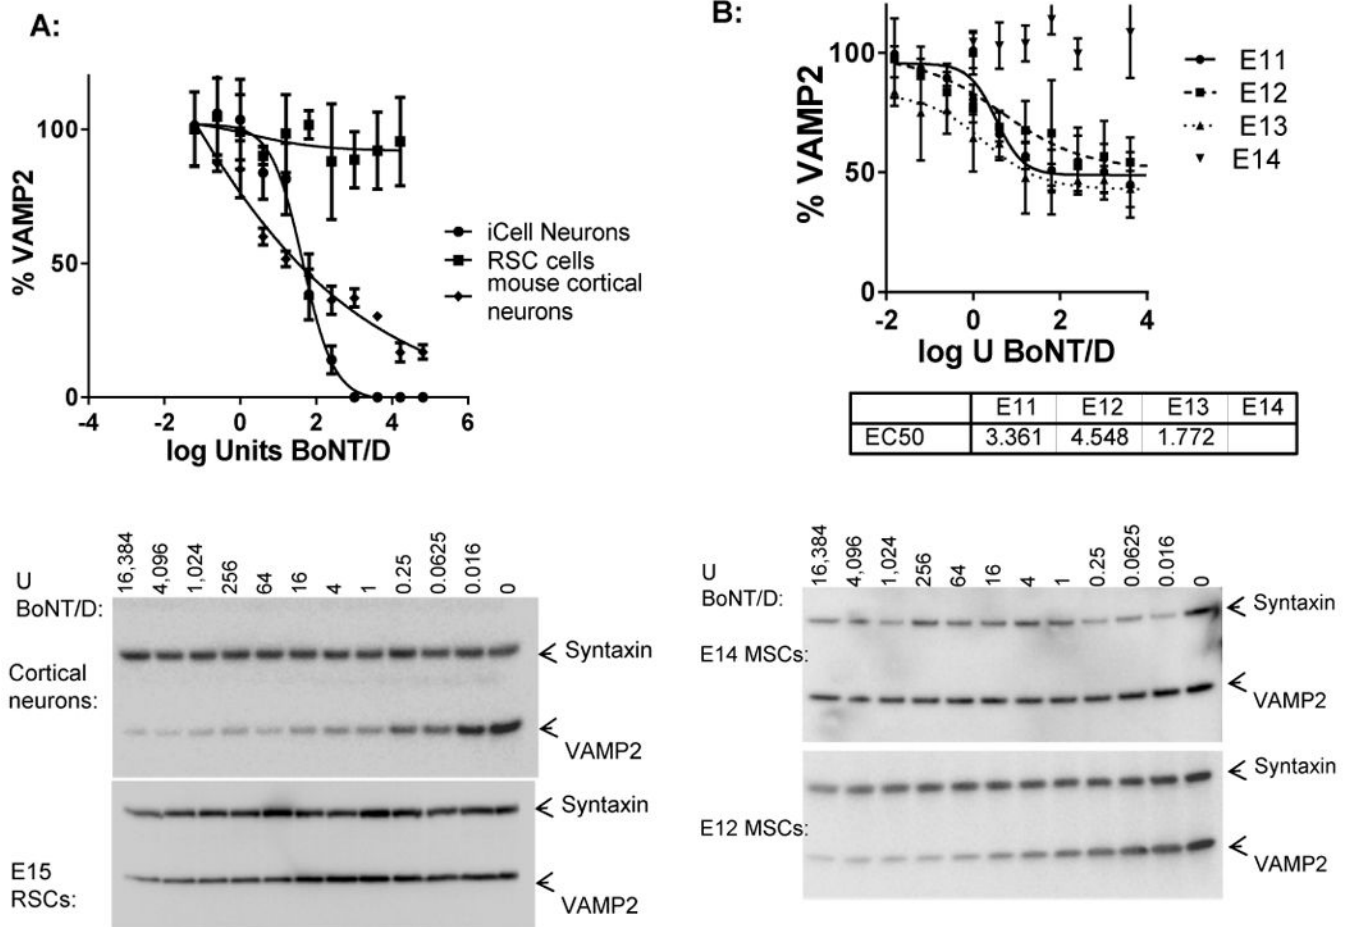 A:
100
50
0
% VAMP2
-4
-2
0
2
4
6
log Units BoNT/D
iCell Neurons
RSC cells
mouse cortical
neurons
B:
100
50
0
% VAMP2
-2
0
2
4
log U BoNT/D
E11
E12
E13
E14
E11 E12 E13 E14
EC50 3.361 4.548 1.772
U
BoNT/D:
16,384
4,096
1,024
256
64
16
4
1
0.25
0.0625
0.016
0
Cortical
neurons:
Syntaxin
VAMP2
E15
RSCs:
Syntaxin
VAMP2
U
BoNT/D:
16,384
4,096
1,024
256
64
16
4
1
0.25
0.0625
0.016
0
E14 MSCs:
Syntaxin
VAMP2
E12 MSCs:
Syntaxin
VAMP2